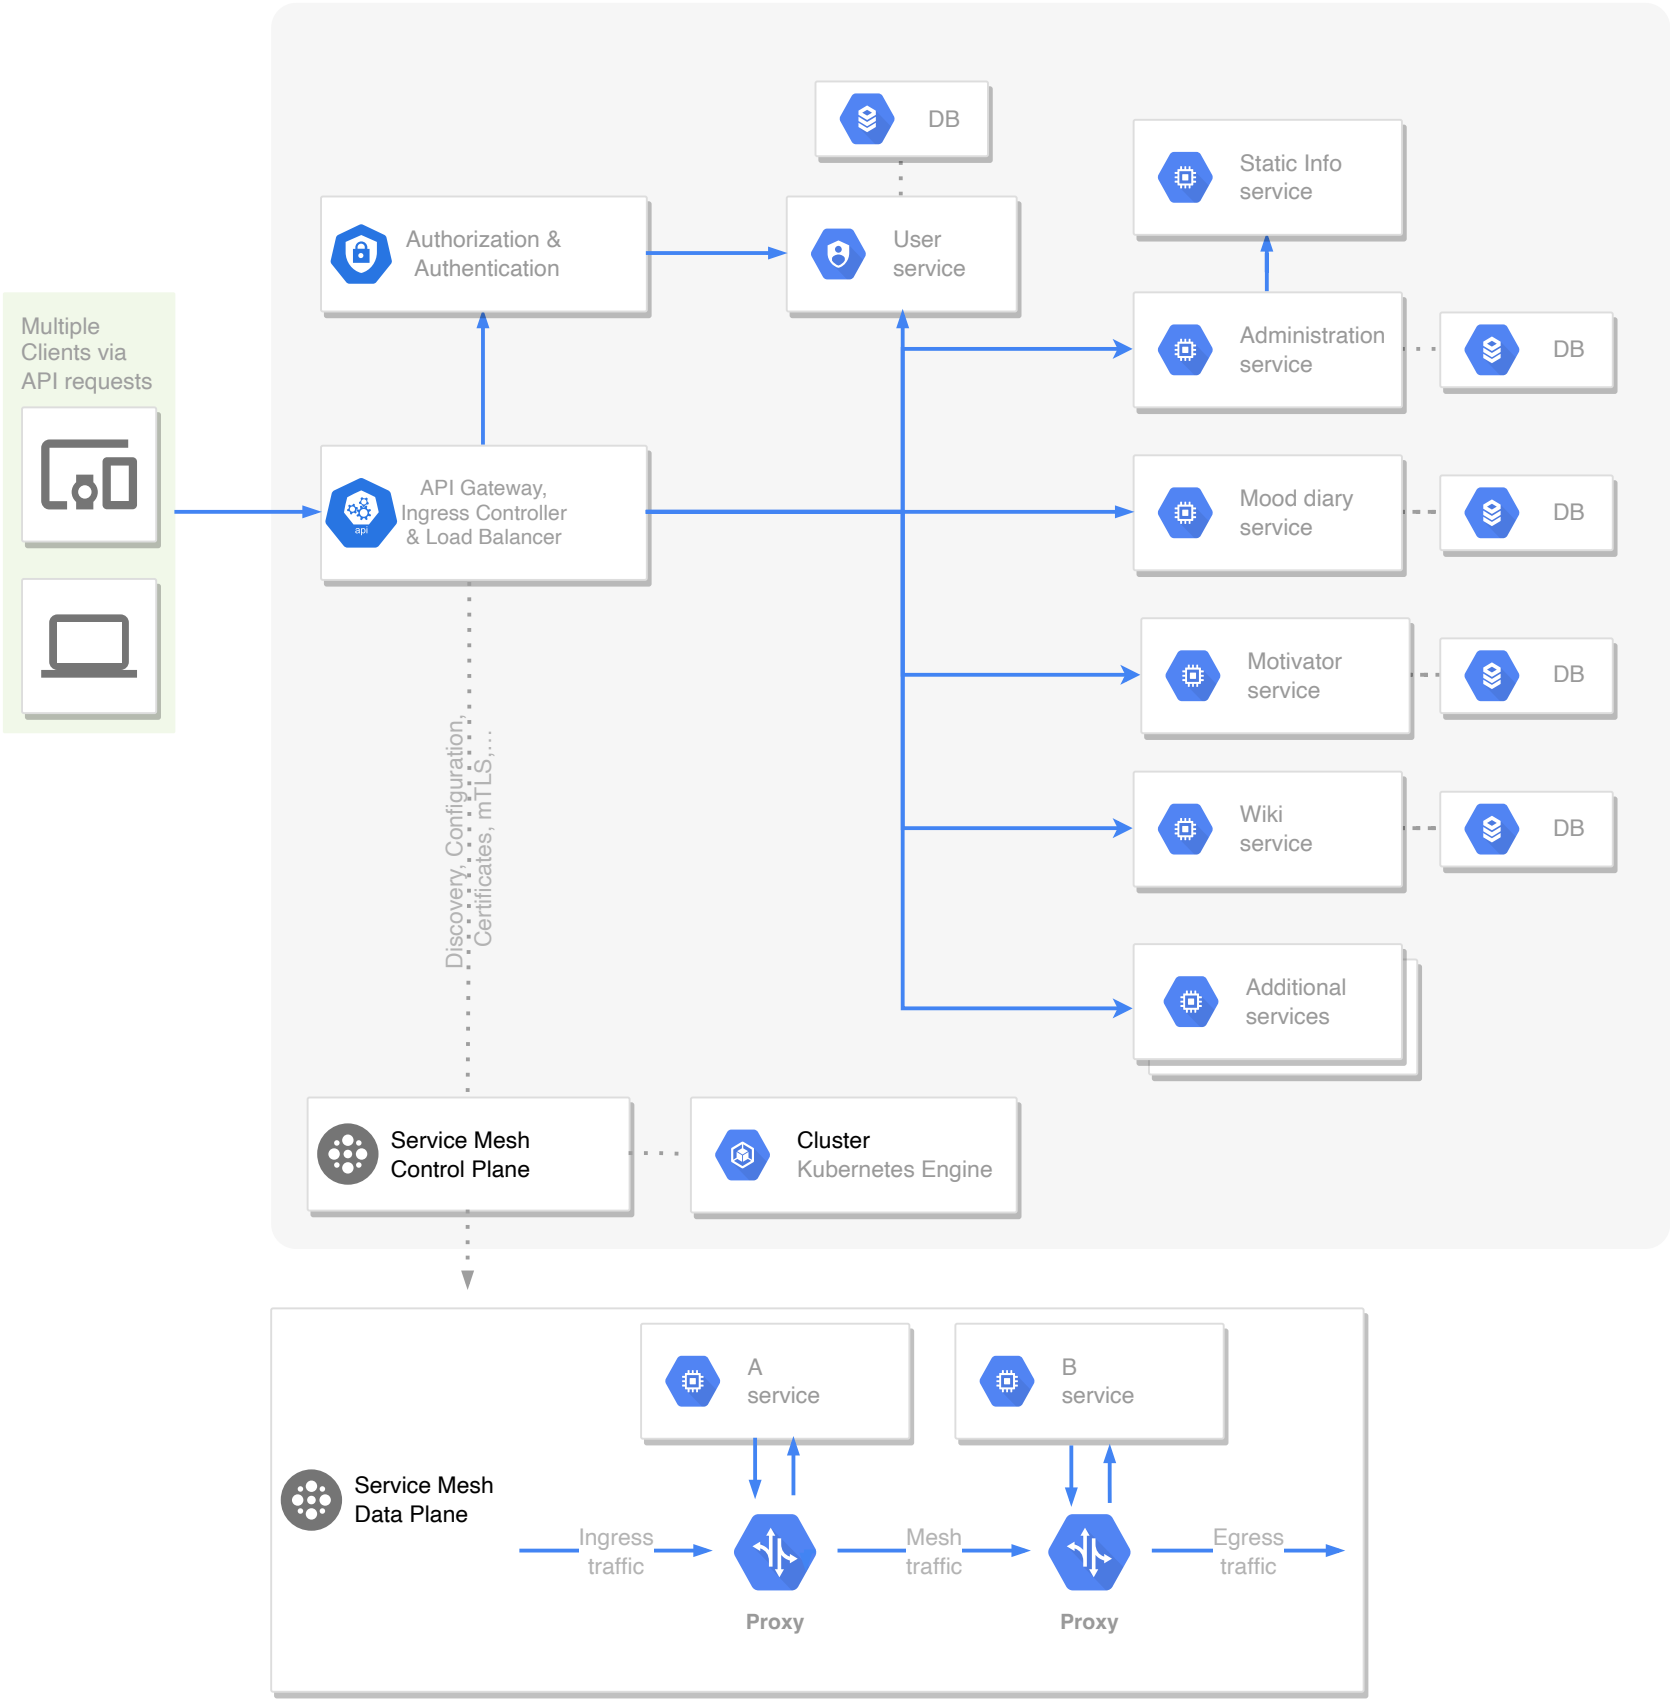 DB
Static Info
service
Authorization &
Authentication
User
service
Multiple
Clients via
API requests
Administration
service
DB
API Gateway,
Ingress Controller
& Load Balancer
api
Mood diary
service
DB
Motivator
service
DB
Discovery, Configuration,
Certificates, mTLS,...
Wiki
service
DB
Additional
services
Service Mesh
Control Plane
Cluster
Kubernetes Engine
A
service
B
service
Service Mesh
Data Plane
Ingress
traffic
Mesh
traffic
Egress
traffic
Proxy
Proxy